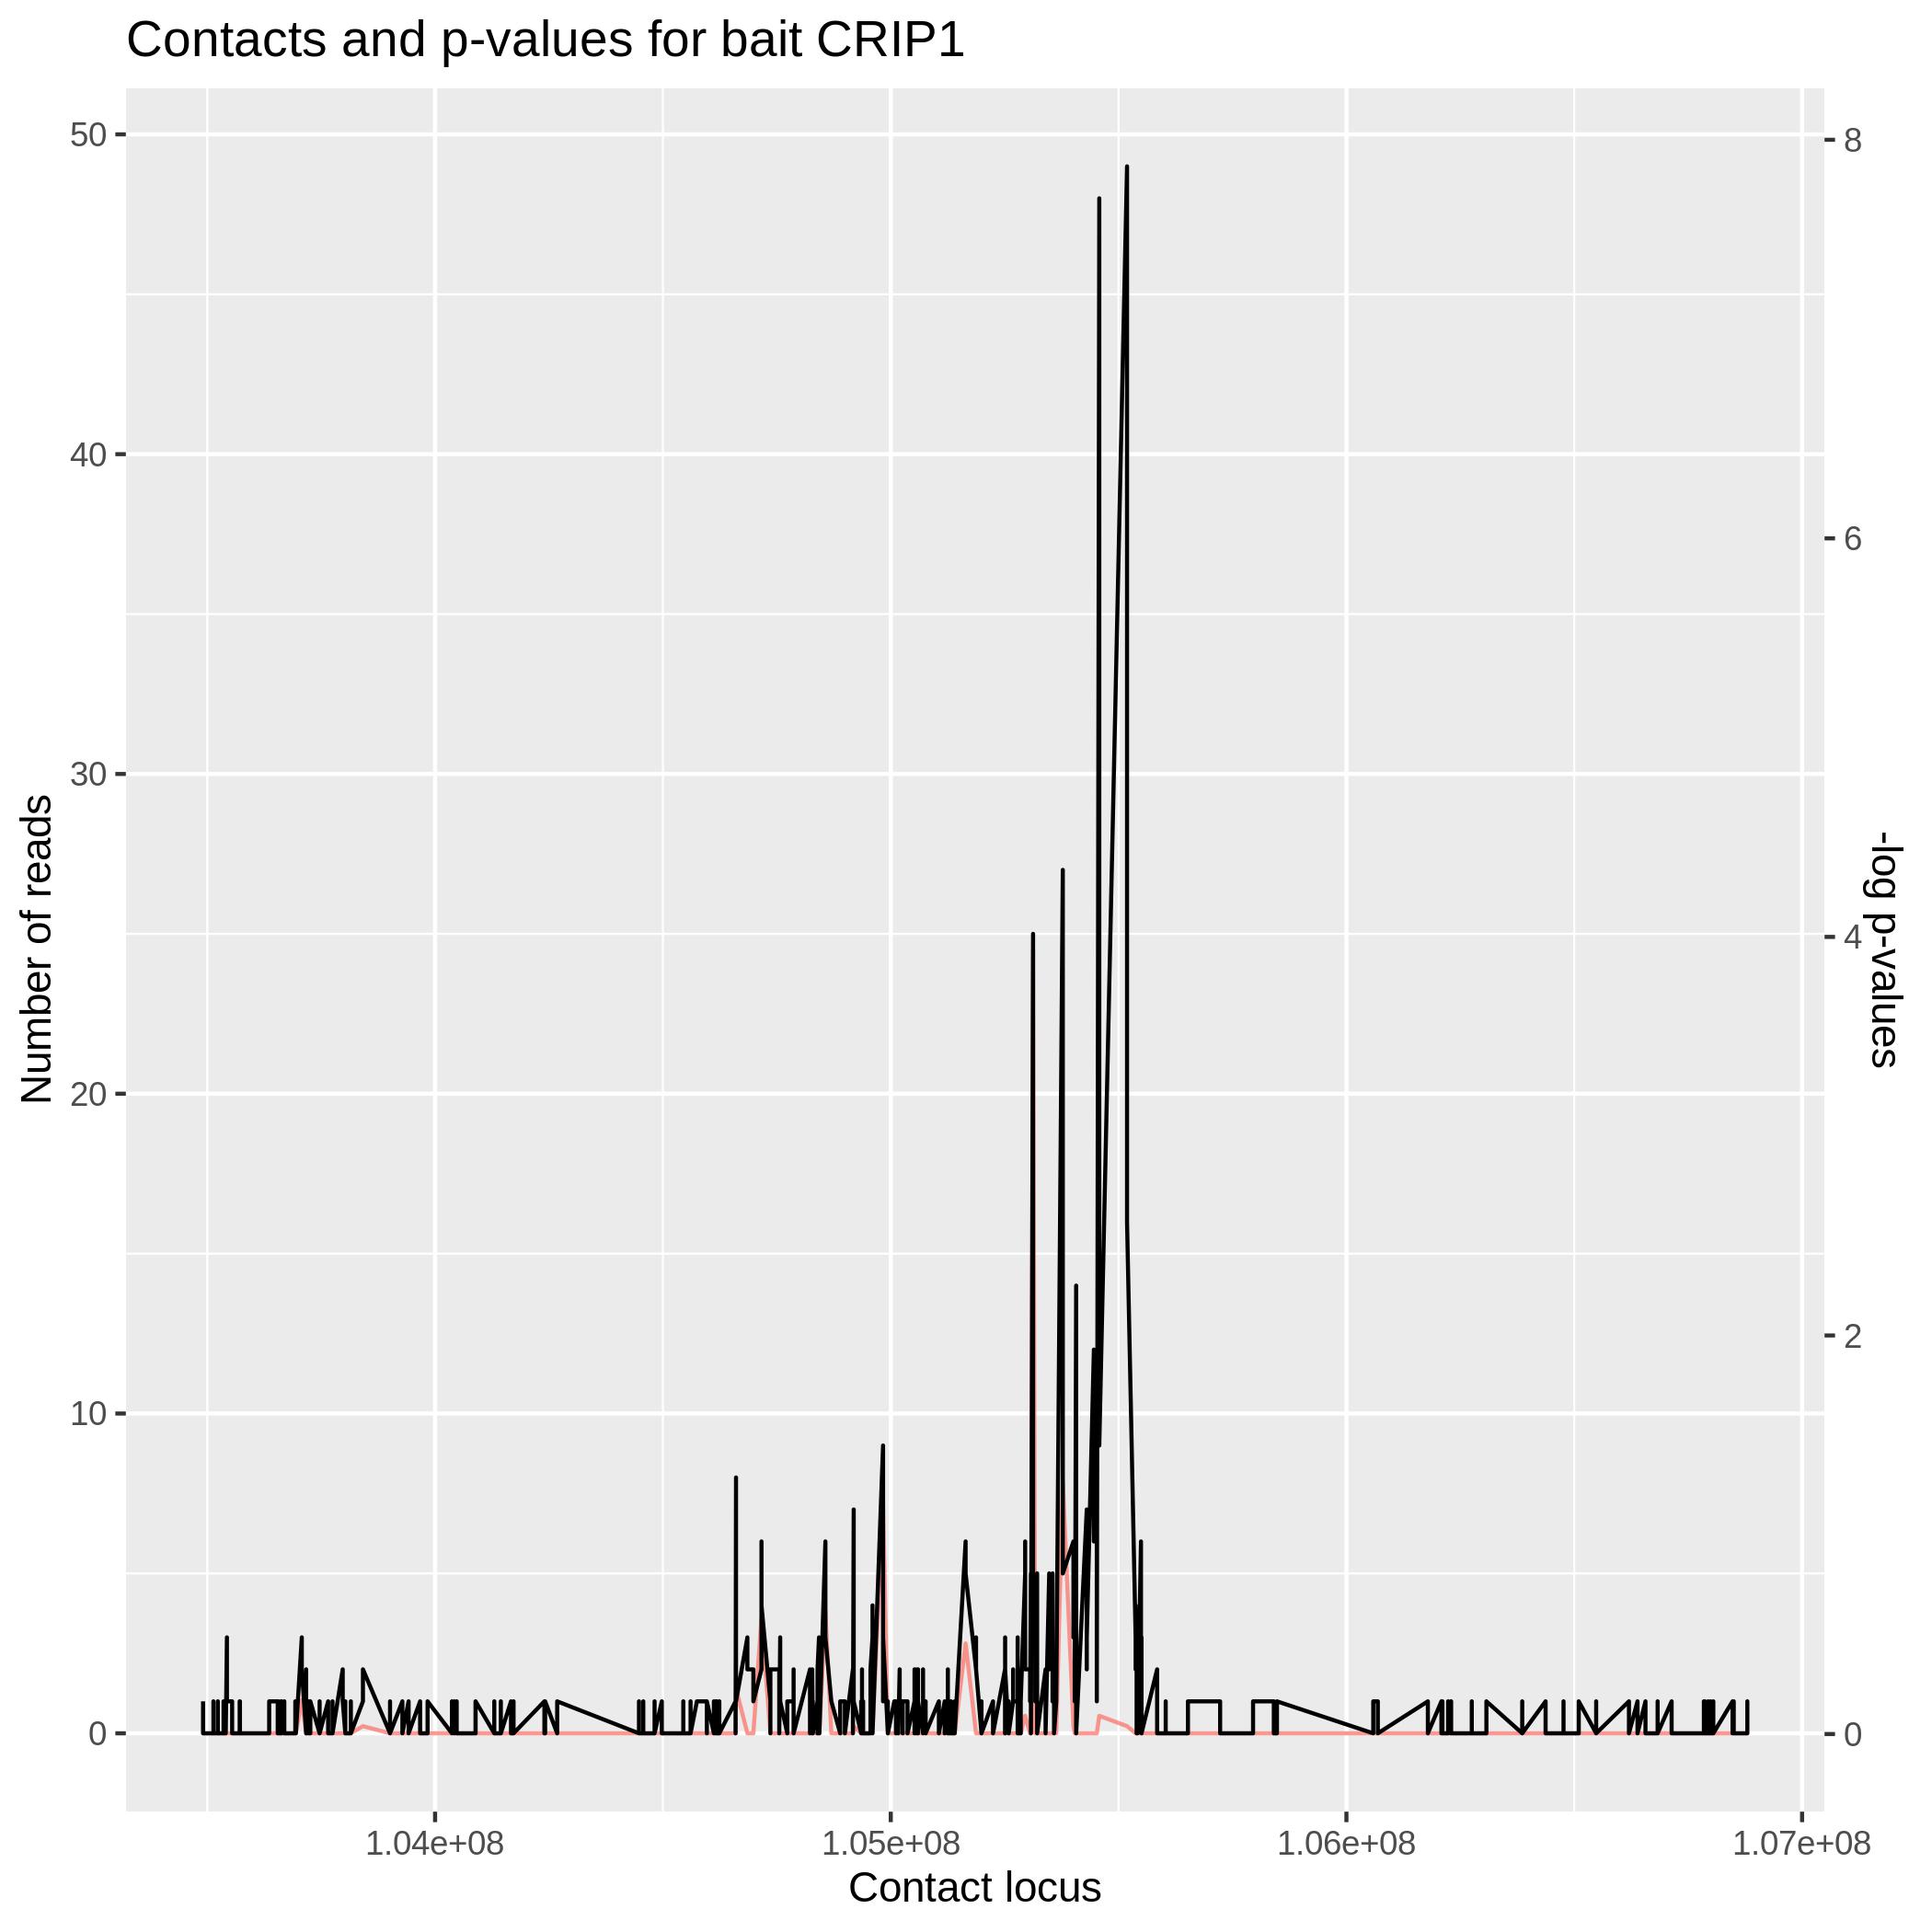 Contacts and p-values for bait CRIP1
50
40
30
20
10
0
Number of reads
8
6
4
2
0
-log p-values
1.04e+08
1.05e+08
1.06e+08
1.07e+08
Contact locus